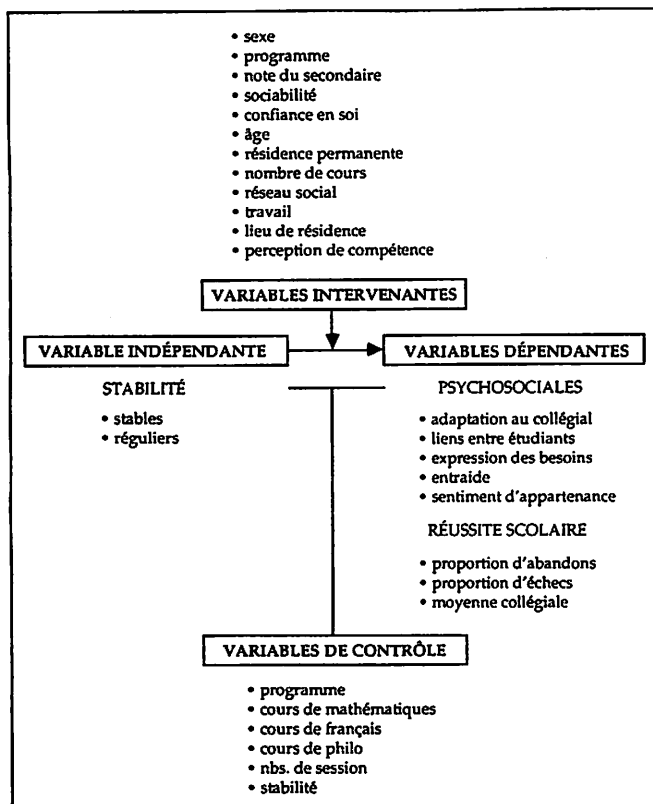 • sexe
• programme
• note du secondaire
• sociabilité
• confiance en soi
• âge
• résidence permanente
• nombre de cours
• réseau social
• travail
• lieu de résidence
• perception de compétence
VARIABLES INTERVENANTES
VARIABLE INDÉPENDANTE
VARIABLES DÉPENDANTES
STABILITÉ
• stables
• réguliers
PSYCHOSOCIALES
• adaptation au collégial
• liens entre étudiants
• expression des besoins
• entraide
• sentiment d'appartenance
RÉUSSITE SCOLAIRE
• proportion d'abandons
• proportion d'échecs
• moyenne collégiale
VARIABLES DE CONTRÔLE
• programme
• cours de mathématiques
• cours de français
• cours de philo
• nbs. de session
• stabilité